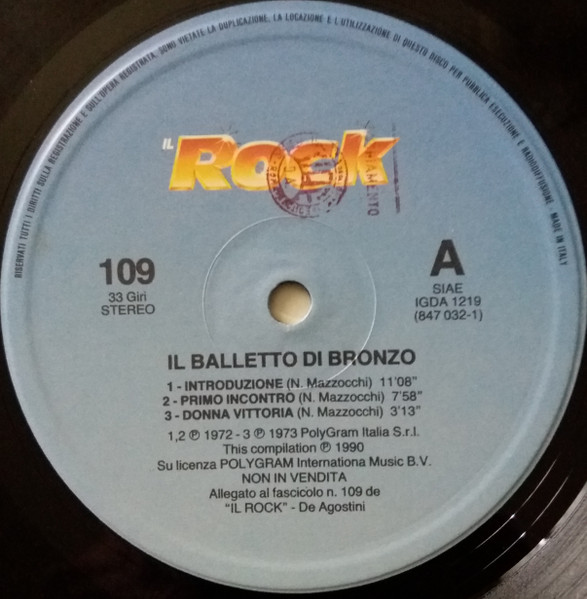 RISERVATI TUTTI I DIRITTI SULLA REGISTRAZIONE E SULL'OPERA REGISTRATA. SONO VIETATE LA DUPLICAZIONE, LA LOCAZIONE E L'UTILIZZAZIONE DI QUESTO DISCO PER PUBBLICA ESECUZIONE E RADIODIFFUSIONE. - MADE IN ITALY
IL Rock
109
33 Giri
STEREO
A
SIAE
IGDA 1219
(847 032-1)
IL BALLETTO DI BRONZO
1 - INTRODUZIONE (N. Mazzocchi) 11'08"
2 - PRIMO INCONTRO (N. Mazzocchi) 7'58"
3 - DONNA VITTORIA (N. Mazzocchi) 3'13"
1,2 ℗ 1972 - 3 ℗ 1973 PolyGram Italia S.r.l.
This compilation ℗ 1990
Su licenza POLYGRAM Internationa Music B.V.
NON IN VENDITA
Allegato al fascicolo n. 109 de
"IL ROCK" - De Agostini